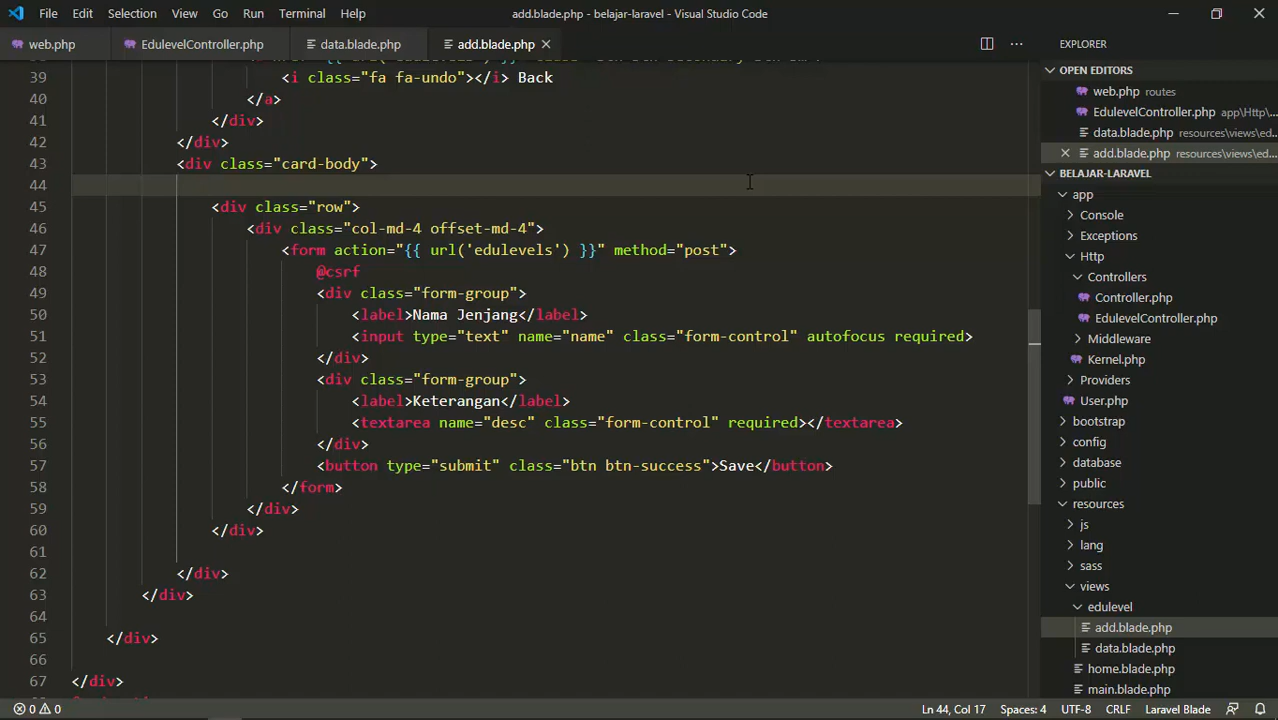 File Edit Selection View Go Run Terminal Help add.blade.php - belajar-laravel - Visual Studio Code
web.php EdulevelController.php data.blade.php add.blade.php
39 <i class="fa fa-undo"></i> Back
40 </a>
41 </div>
42 </div>
43 <div class="card-body">
44
45 <div class="row">
46 <div class="col-md-4 offset-md-4">
47 <form action="{{ url('edulevels') }}" method="post">
48 @csrf
49 <div class="form-group">
50 <label>Nama Jenjang</label>
51 <input type="text" name="name" class="form-control" autofocus required>
52 </div>
53 <div class="form-group">
54 <label>Keterangan</label>
55 <textarea name="desc" class="form-control" required></textarea>
56 </div>
57 <button type="submit" class="btn btn-success">Save</button>
58 </form>
59 </div>
60 </div>
61
62 </div>
63 </div>
64
65 </div>
66
67 </div>
EXPLORER
OPEN EDITORS
web.php routes
EdulevelController.php app\Http\...
data.blade.php resources\views\ed...
add.blade.php resources\views\ed...
BELAJAR-LARAVEL
app
Console
Exceptions
Http
Controllers
Controller.php
EdulevelController.php
Middleware
Kernel.php
Providers
User.php
bootstrap
config
database
public
resources
js
lang
sass
views
edulevel
add.blade.php
data.blade.php
home.blade.php
main.blade.php
0 0 Ln 44, Col 17 Spaces: 4 UTF-8 CRLF Laravel Blade